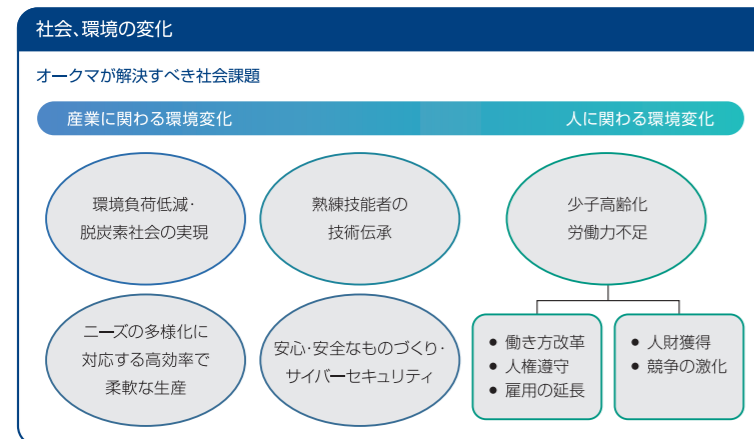 社会、環境の変化
オークマが解決すべき社会課題
産業に関わる環境変化
人に関わる環境変化
環境負荷低減・
脱炭素社会の実現
熟練技能者の
技術伝承
少子高齢化
労働力不足
ニーズの多様化に
対応する高効率で
柔軟な生産
安心・安全なものづくり・
サイバーセキュリティ
● 働き方改革
● 人権遵守
● 雇用の延長
● 人財獲得
● 競争の激化